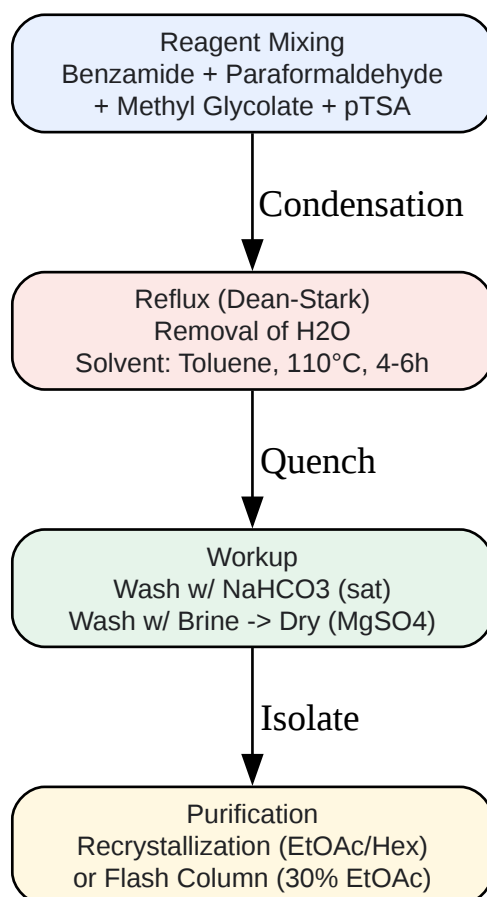 Reagent Mixing
Benzamide + Paraformaldehyde
+ Methyl Glycolate + pTSA
Condensation
Reflux (Dean-Stark)
Removal of H2O
Solvent: Toluene, 110°C, 4-6h
Quench
Workup
Wash w/ NaHCO3 (sat)
Wash w/ Brine -> Dry (MgSO4)
Isolate
Purification
Recrystallization (EtOAc/Hex)
or Flash Column (30% EtOAc)